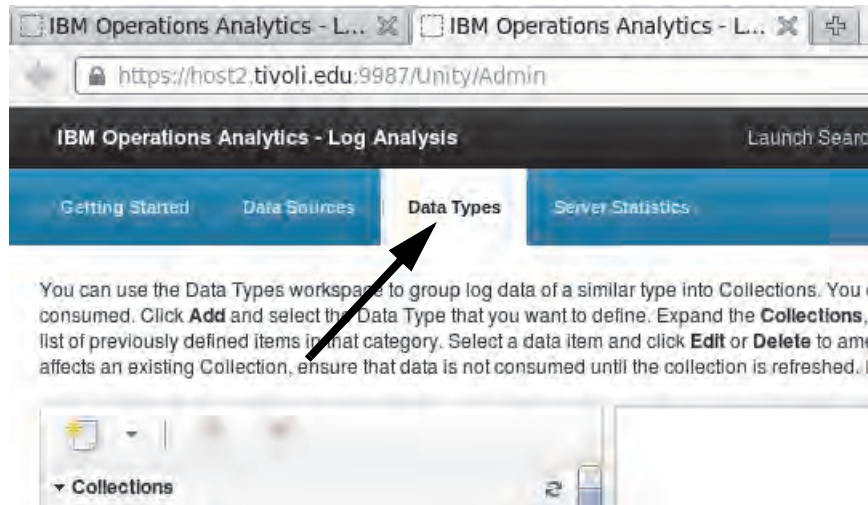 IBM Operations Analytics - L...
IBM Operations Analytics - L...
https://host2.tivoli.edu:9987/Unity/Admin
IBM Operations Analytics - Log Analysis
Launch Searc
Getting Started
Data Sources
Data Types
Server Statistics
You can use the Data Types workspace to group log data of a similar type into Collections. You
consumed. Click Add and select the Data Type that you want to define. Expand the Collections,
list of previously defined items in that category. Select a data item and click Edit or Delete to ame
affects an existing Collection, ensure that data is not consumed until the collection is refreshed.
Collections